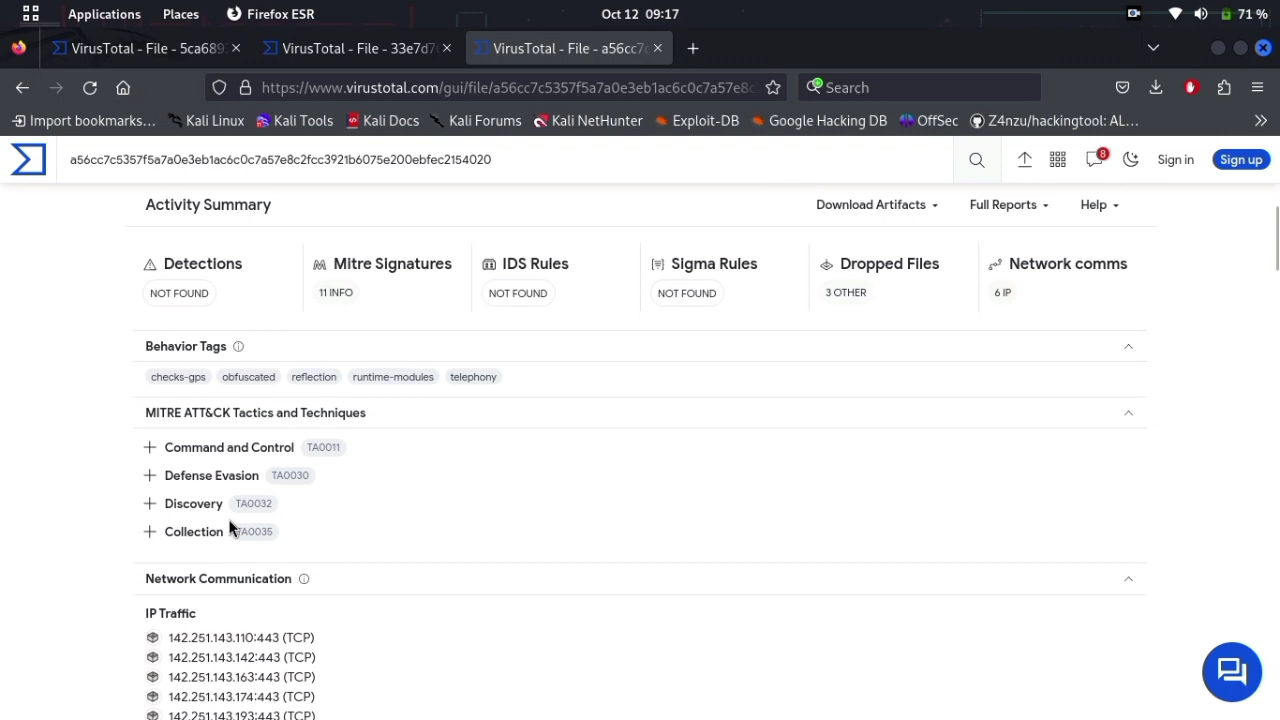 Applications Places Firefox ESR Oct 12 09:17 71 %
VirusTotal - File - 5ca689 VirusTotal - File - 33e7d7 VirusTotal - File - a56cc7c
https://www.virustotal.com/gui/file/a56cc7c5357f5a7a0e3eb1ac6c0c7a57e8c Search
Import bookmarks... Kali Linux Kali Tools Kali Docs Kali Forums Kali NetHunter Exploit-DB Google Hacking DB OffSec Z4nzu/hackingtool: AL...
a56cc7c5357f5a7a0e3eb1ac6c0c7a57e8c2fcc3921b6075e200ebfec2154020 8 Sign in Sign up
Activity Summary Download Artifacts Full Reports Help
Detections Mitre Signatures IDS Rules Sigma Rules Dropped Files Network comms
NOT FOUND 11 INFO NOT FOUND NOT FOUND 3 OTHER 6 IP
Behavior Tags
checks-gps obfuscated reflection runtime-modules telephony
MITRE ATT&CK Tactics and Techniques
Command and Control TA0011
Defense Evasion TA0030
Discovery TA0032
Collection TA0035
Network Communication
IP Traffic
142.251.143.110:443 (TCP)
142.251.143.142:443 (TCP)
142.251.143.163:443 (TCP)
142.251.143.174:443 (TCP)
142.251.143.193:443 (TCP)